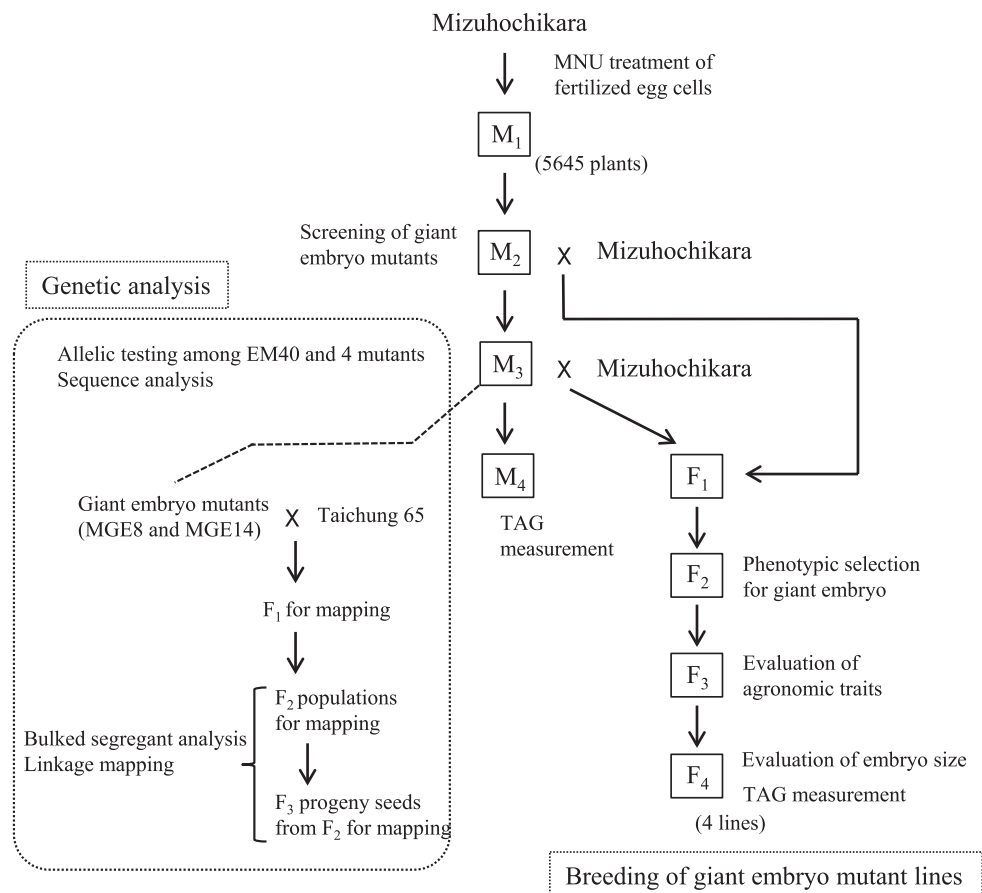 Mizuhochikara
MNU treatment of
fertilized egg cells
M₁
(5645 plants)
Screening of giant
embryo mutants
M₂
X
Mizuhochikara
Genetic analysis
Allelic testing among EM40 and 4 mutants
Sequence analysis
M₃
X
Mizuhochikara
M₄
TAG
measurement
Giant embryo mutants
(MGE8 and MGE14)
X
Taichung 65
F₁ for mapping
F₂ populations
for mapping
Bulked segregant analysis
Linkage mapping
F₃ progeny seeds
from F₂ for mapping
F₁
F₂
Phenotypic selection
for giant embryo
F₃
Evaluation of
agronomic traits
F₄
Evaluation of embryo size
TAG measurement
(4 lines)
Breeding of giant embryo mutant lines